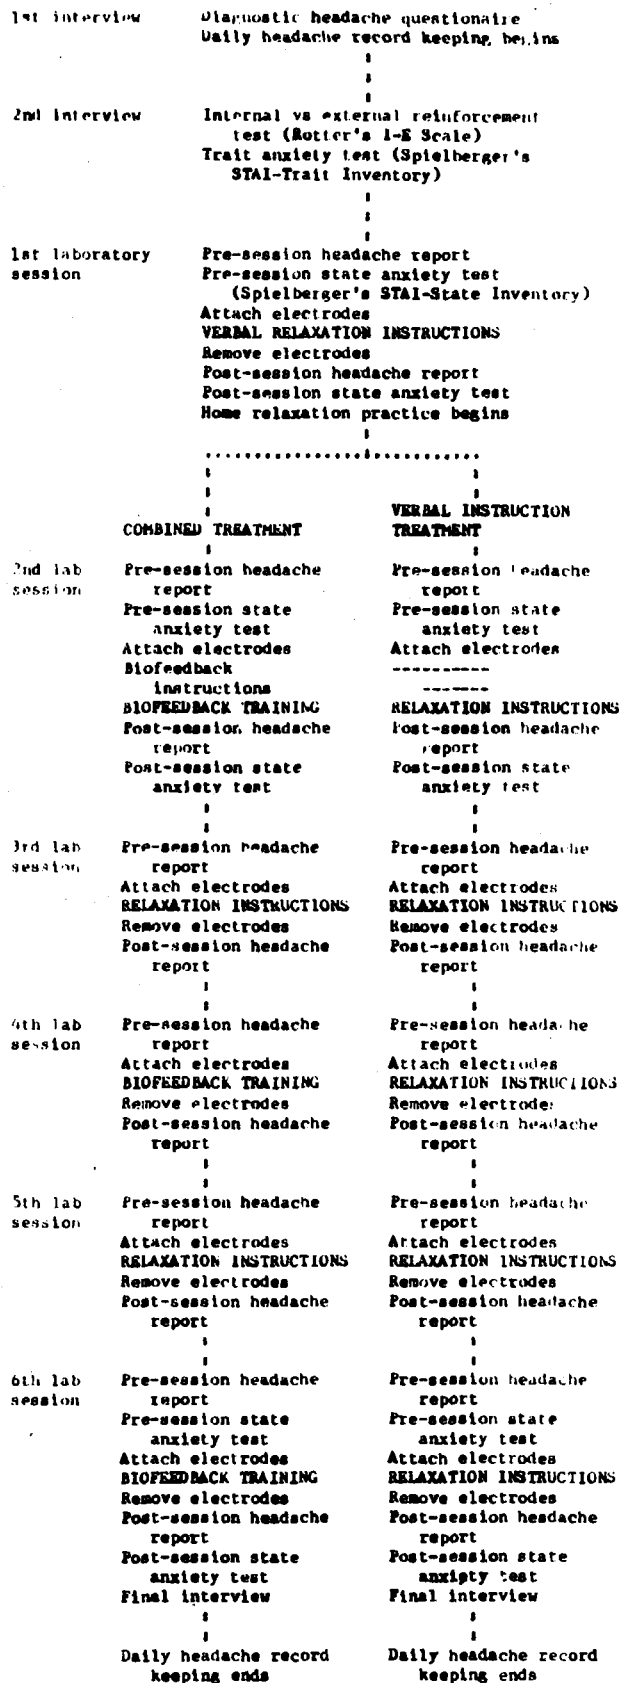 1st interview Diagnostic headache questionaire
Daily headache record keeping begins
2nd interview Internal vs external reinforcement
test (Rotter's I-E Scale)
Trait anxiety test (Spielberger's
STAI-Trait Inventory)
1st laboratory Pre-session headache report
session Pre-session state anxiety test
(Spielberger's STAI-State Inventory)
Attach electrodes
VERBAL RELAXATION INSTRUCTIONS
Remove electrodes
Post-session headache report
Post-session state anxiety test
Home relaxation practice begins
VERBAL INSTRUCTION
COMBINED TREATMENT TREATMENT
2nd lab Pre-session headache Pre-session headache
session report report
Pre-session state Pre-session state
anxiety test anxiety test
Attach electrodes Attach electrodes
Biofeedback ----------
instructions -------
BIOFEEDBACK TRAINING RELAXATION INSTRUCTIONS
Post-session headache Post-session headache
report report
Post-session state Post-session state
anxiety test anxiety test
3rd lab Pre-session headache Pre-session headache
session report report
Attach electrodes Attach electrodes
RELAXATION INSTRUCTIONS RELAXATION INSTRUCTIONS
Remove electrodes Remove electrodes
Post-session headache Post-session headache
report report
4th lab Pre-session headache Pre-session headache
session report report
Attach electrodes Attach electrodes
BIOFEEDBACK TRAINING RELAXATION INSTRUCTIONS
Remove electrodes Remove electrodes
Post-session headache Post-session headache
report report
5th lab Pre-session headache Pre-session headache
session report report
Attach electrodes Attach electrodes
RELAXATION INSTRUCTIONS RELAXATION INSTRUCTIONS
Remove electrodes Remove electrodes
Post-session headache Post-session headache
report report
6th lab Pre-session headache Pre-session headache
session report report
Pre-session state Pre-session state
anxiety test anxiety test
Attach electrodes Attach electrodes
BIOFEEDBACK TRAINING RELAXATION INSTRUCTIONS
Remove electrodes Remove electrodes
Post-session headache Post-session headache
report report
Post-session state Post-session state
anxiety test anxiety test
Final interview Final interview
Daily headache record Daily headache record
keeping ends keeping ends